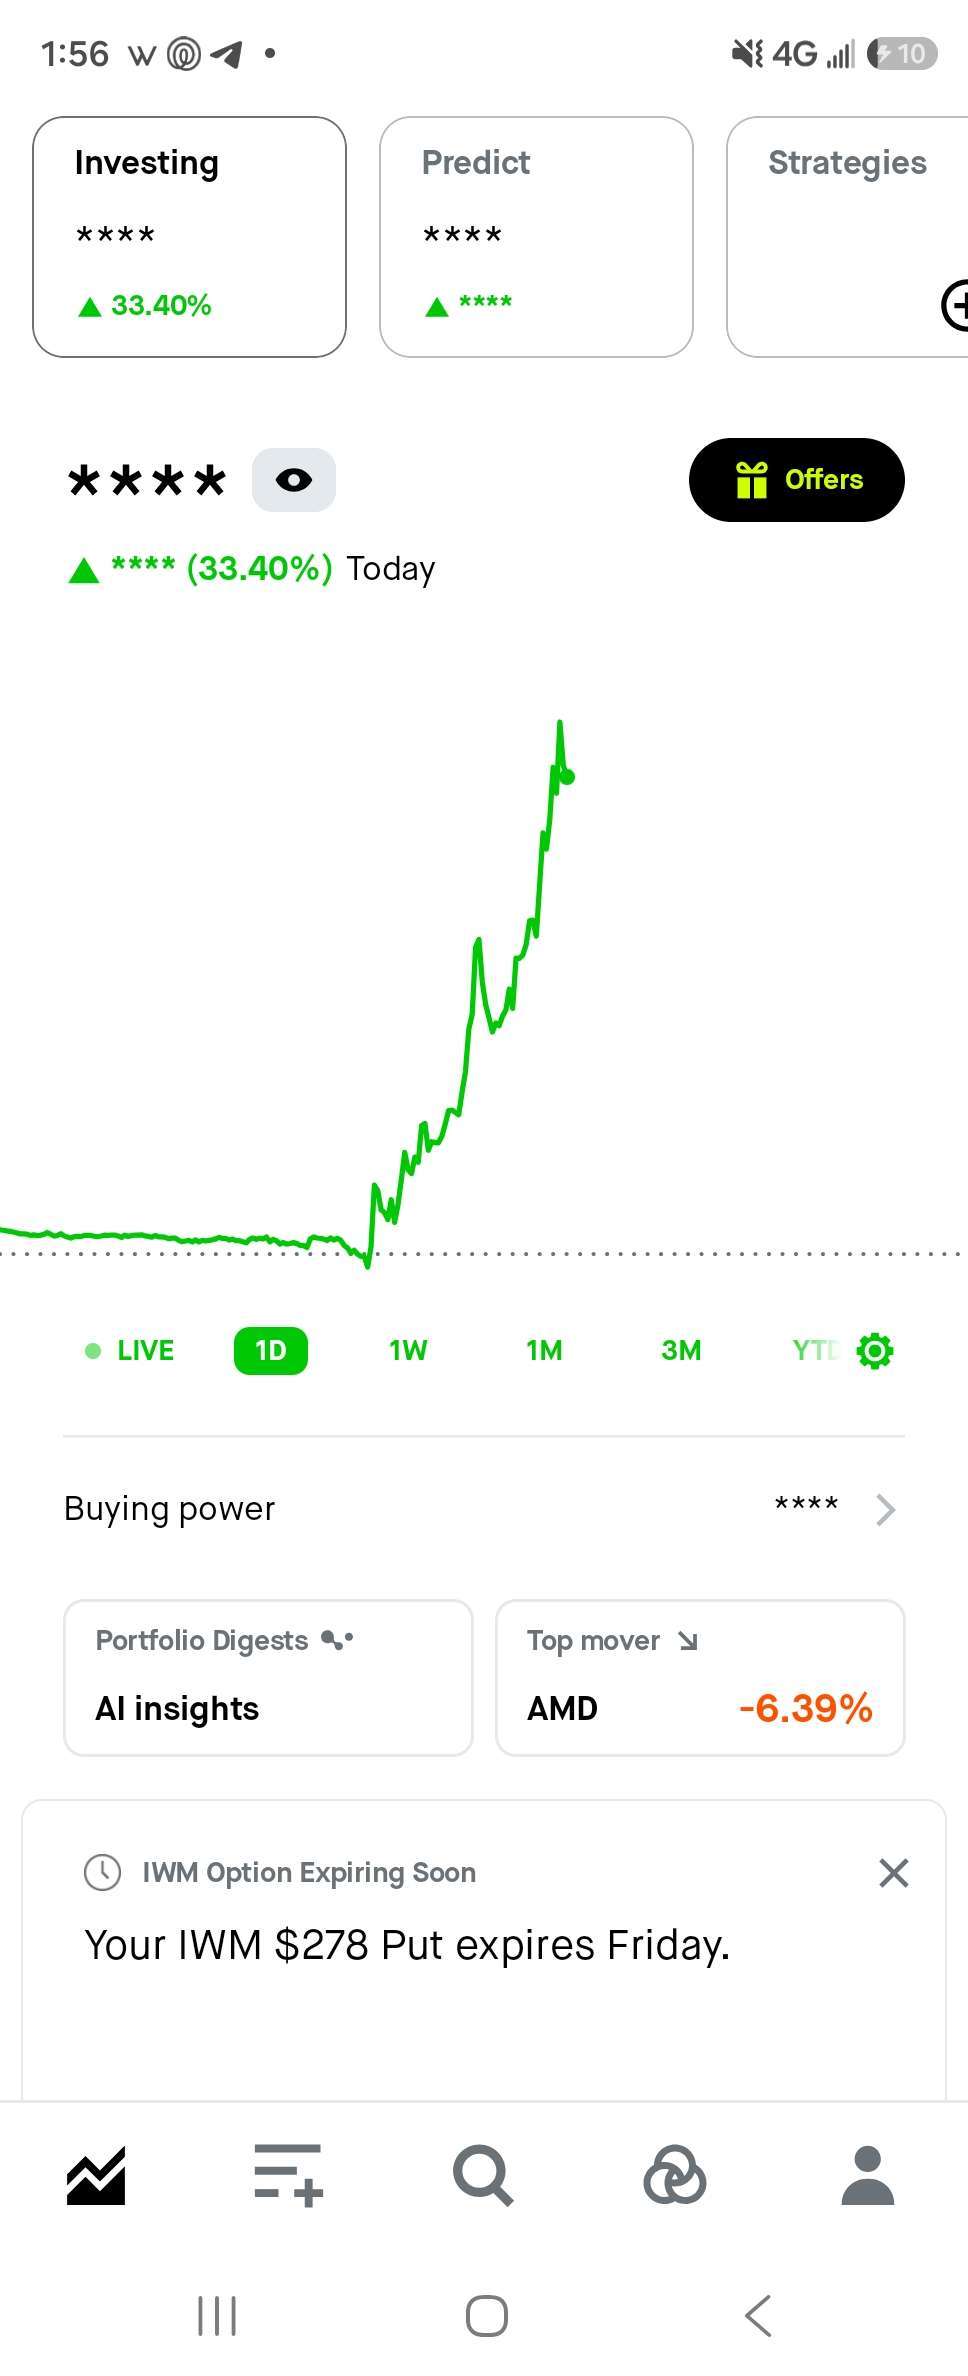 1:56 4G 10
Investing Predict Strategies
**** ****
▲ 33.40% ▲ ****
**** Offers
▲ **** (33.40%) Today
LIVE 1D 1W 1M 3M YTD
Buying power ****
Portfolio Digests Top mover
AI insights AMD -6.39%
IWM Option Expiring Soon
Your IWM $278 Put expires Friday.